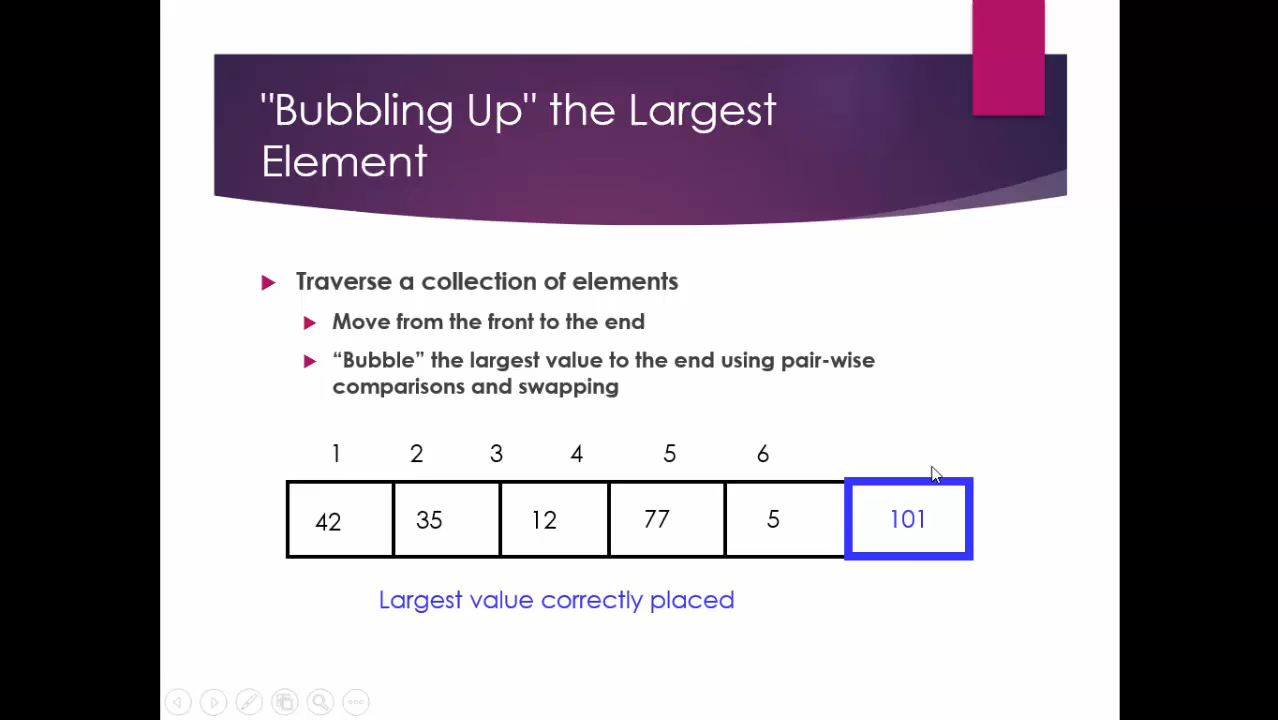 "Bubbling Up" the Largest
Element
Traverse a collection of elements
Move from the front to the end
“Bubble” the largest value to the end using pair-wise
comparisons and swapping
1 2 3 4 5 6
42 35 12 77 5 101
Largest value correctly placed